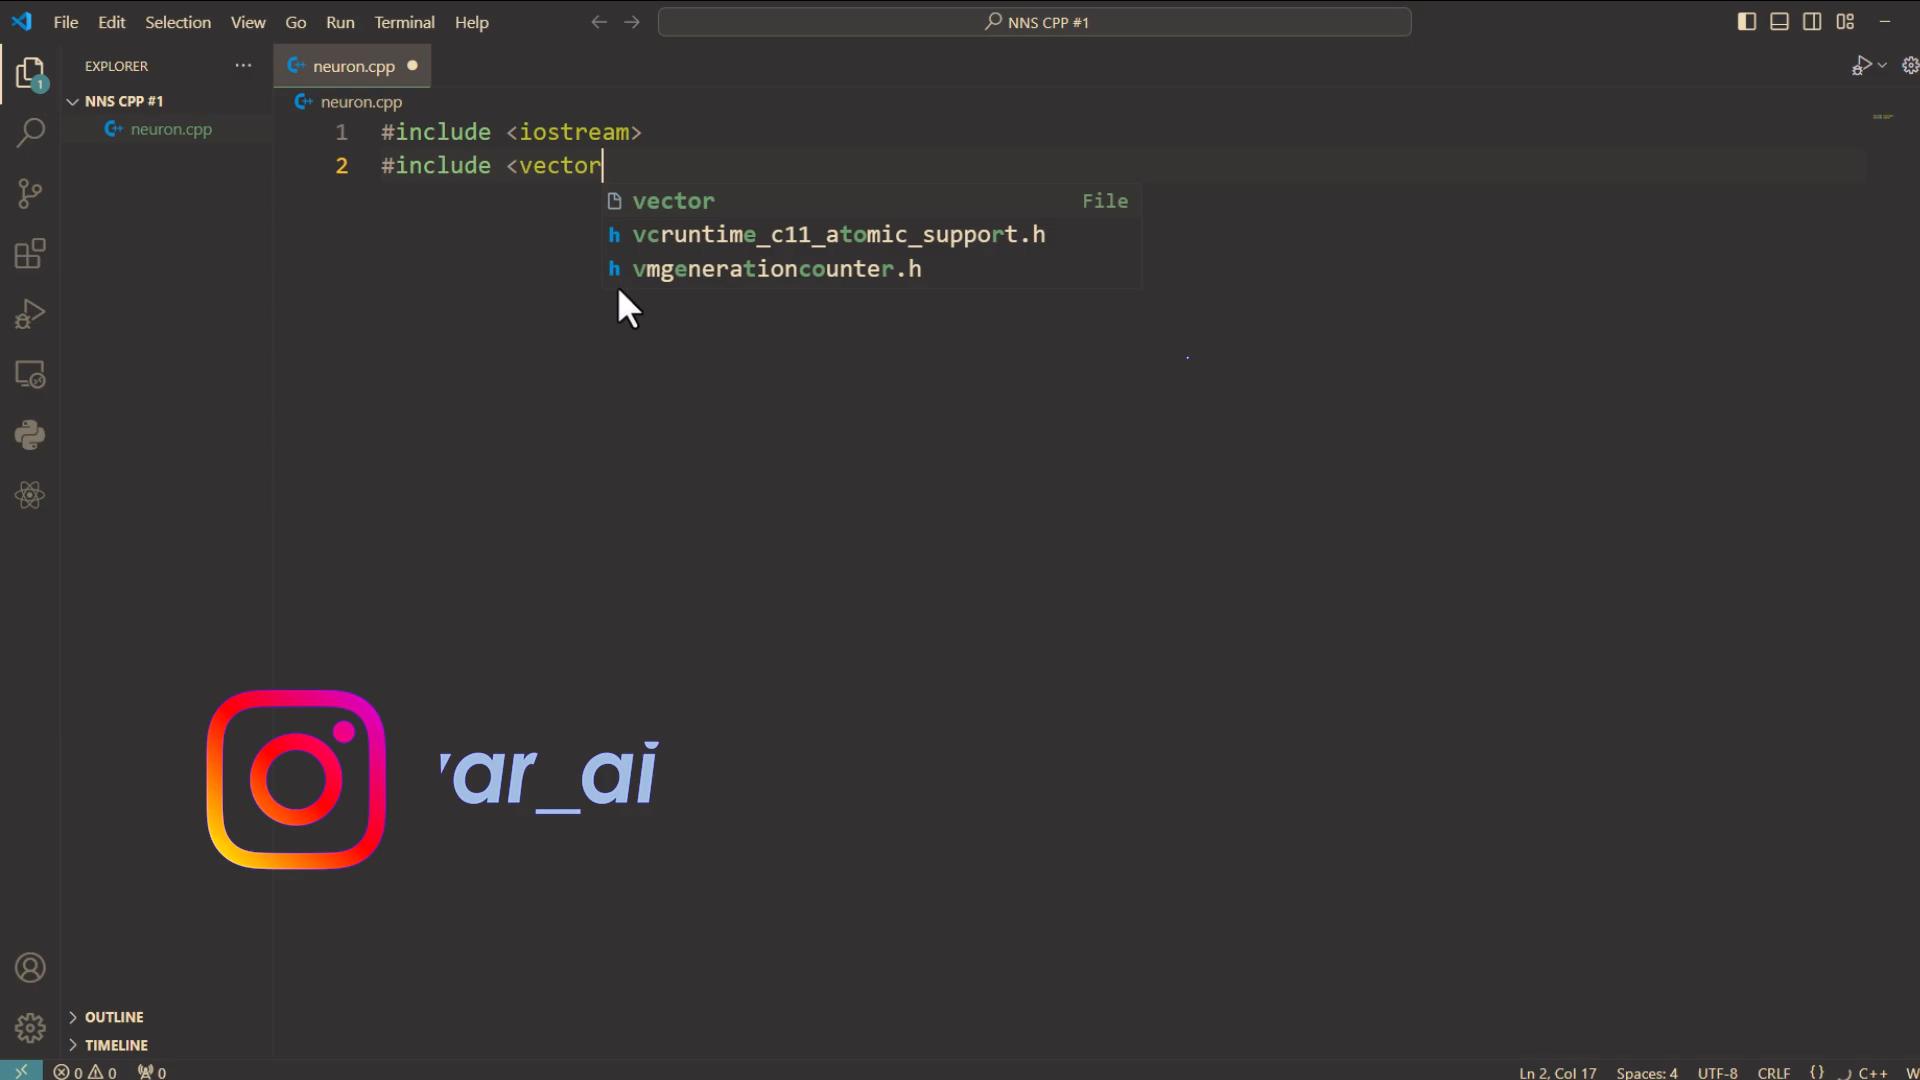 File Edit Selection View Go Run Terminal Help
NNS CPP #1
EXPLORER
NNS CPP #1
neuron.cpp
neuron.cpp
neuron.cpp
1 #include <iostream>
2 #include <vector
vector File
h vcruntime_c11_atomic_support.h
h vmgenerationcounter.h
ar_ai
1
OUTLINE
TIMELINE
0 0 0
Ln 2, Col 17 Spaces: 4 UTF-8 CRLF {} C++